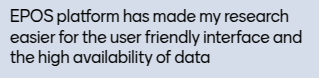 EPOS platform has made my research
easier for the user friendly interface and
the high availability of data